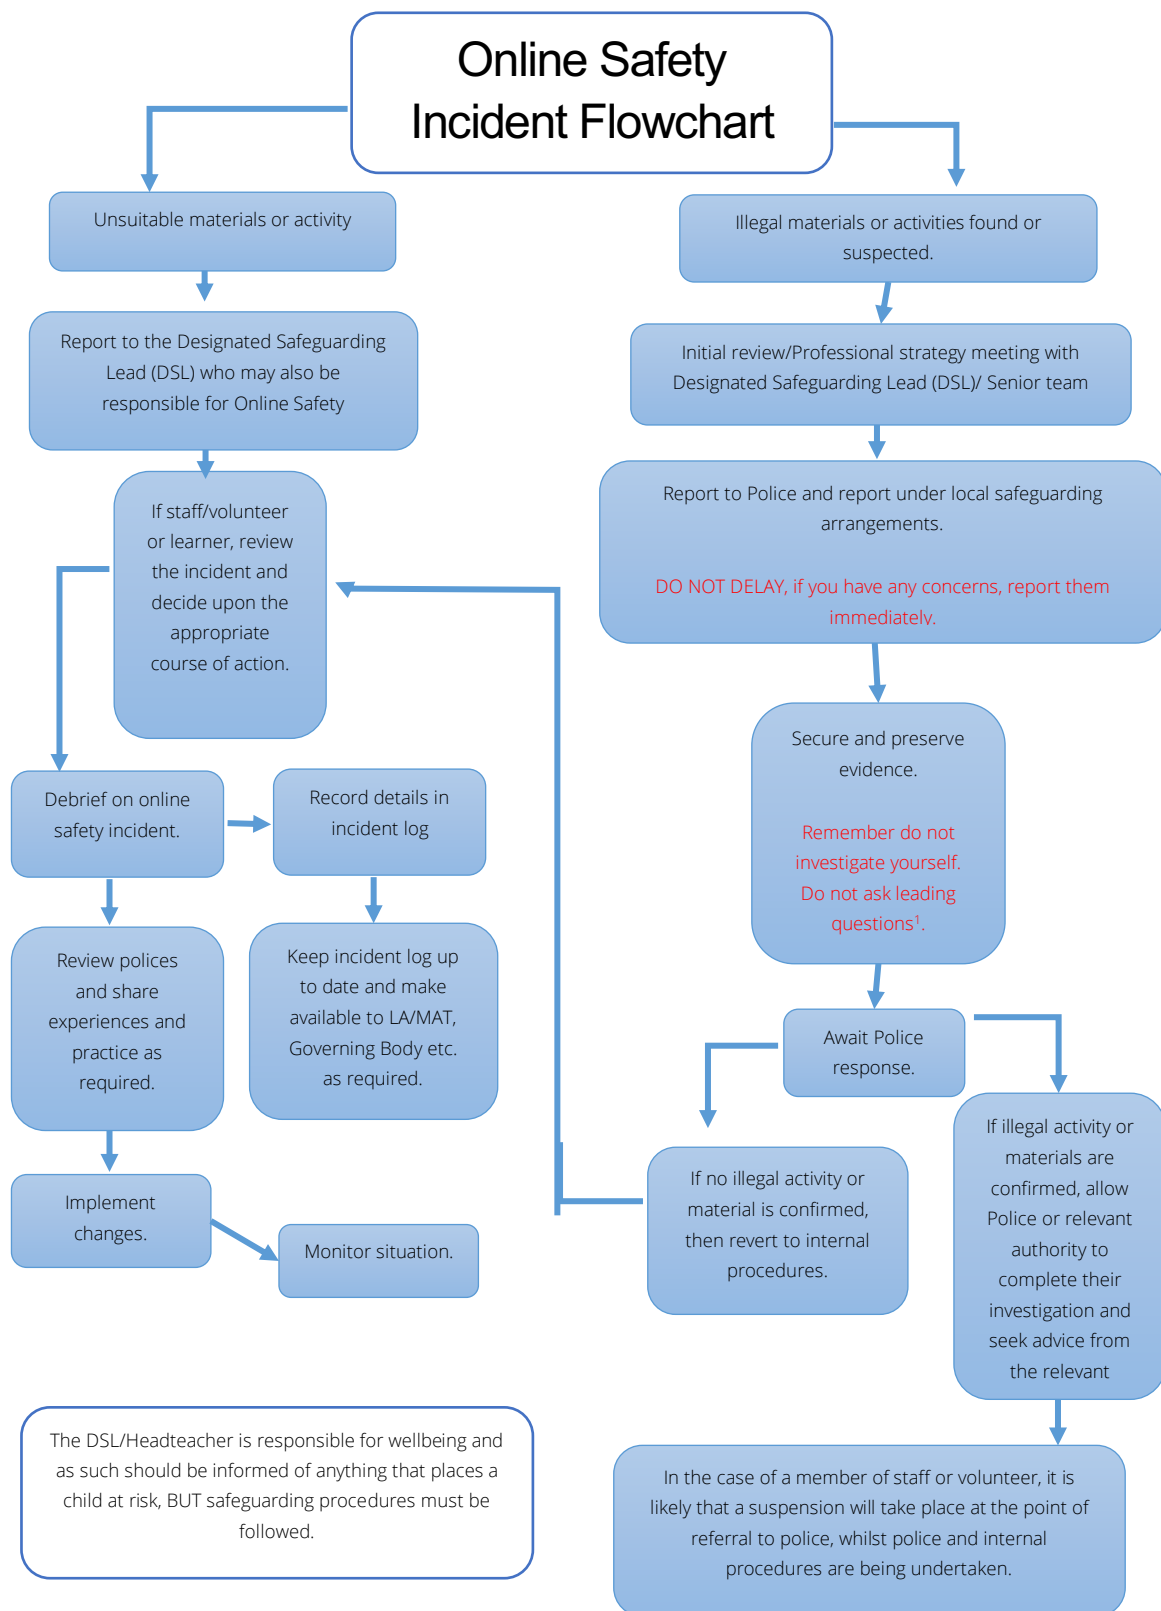 Online Safety
Incident Flowchart
Unsuitable materials or activity
Report to the Designated Safeguarding
Lead (DSL) who may also be
responsible for Online Safety
If staff/volunteer
or learner, review
the incident and
decide upon the
appropriate
course of action.
Debrief on online
safety incident.
Record details in
incident log
Review polices
and share
experiences and
practice as
required.
Keep incident log up
to date and make
available to LA/MAT,
Governing Body etc.
as required.
Implement
changes.
Monitor situation.
Illegal materials or activities found or
suspected.
Initial review/Professional strategy meeting with
Designated Safeguarding Lead (DSL)/ Senior team
Report to Police and report under local safeguarding
arrangements.
DO NOT DELAY, if you have any concerns, report them
immediately.
Secure and preserve
evidence.
Remember do not
investigate yourself.
Do not ask leading
questions¹.
Await Police
response.
If no illegal activity or
material is confirmed,
then revert to internal
procedures.
If illegal activity or
materials are
confirmed, allow
Police or relevant
authority to
complete their
investigation and
seek advice from
the relevant
In the case of a member of staff or volunteer, it is
likely that a suspension will take place at the point of
referral to police, whilst police and internal
procedures are being undertaken.
The DSL/Headteacher is responsible for wellbeing and
as such should be informed of anything that places a
child at risk, BUT safeguarding procedures must be
followed.